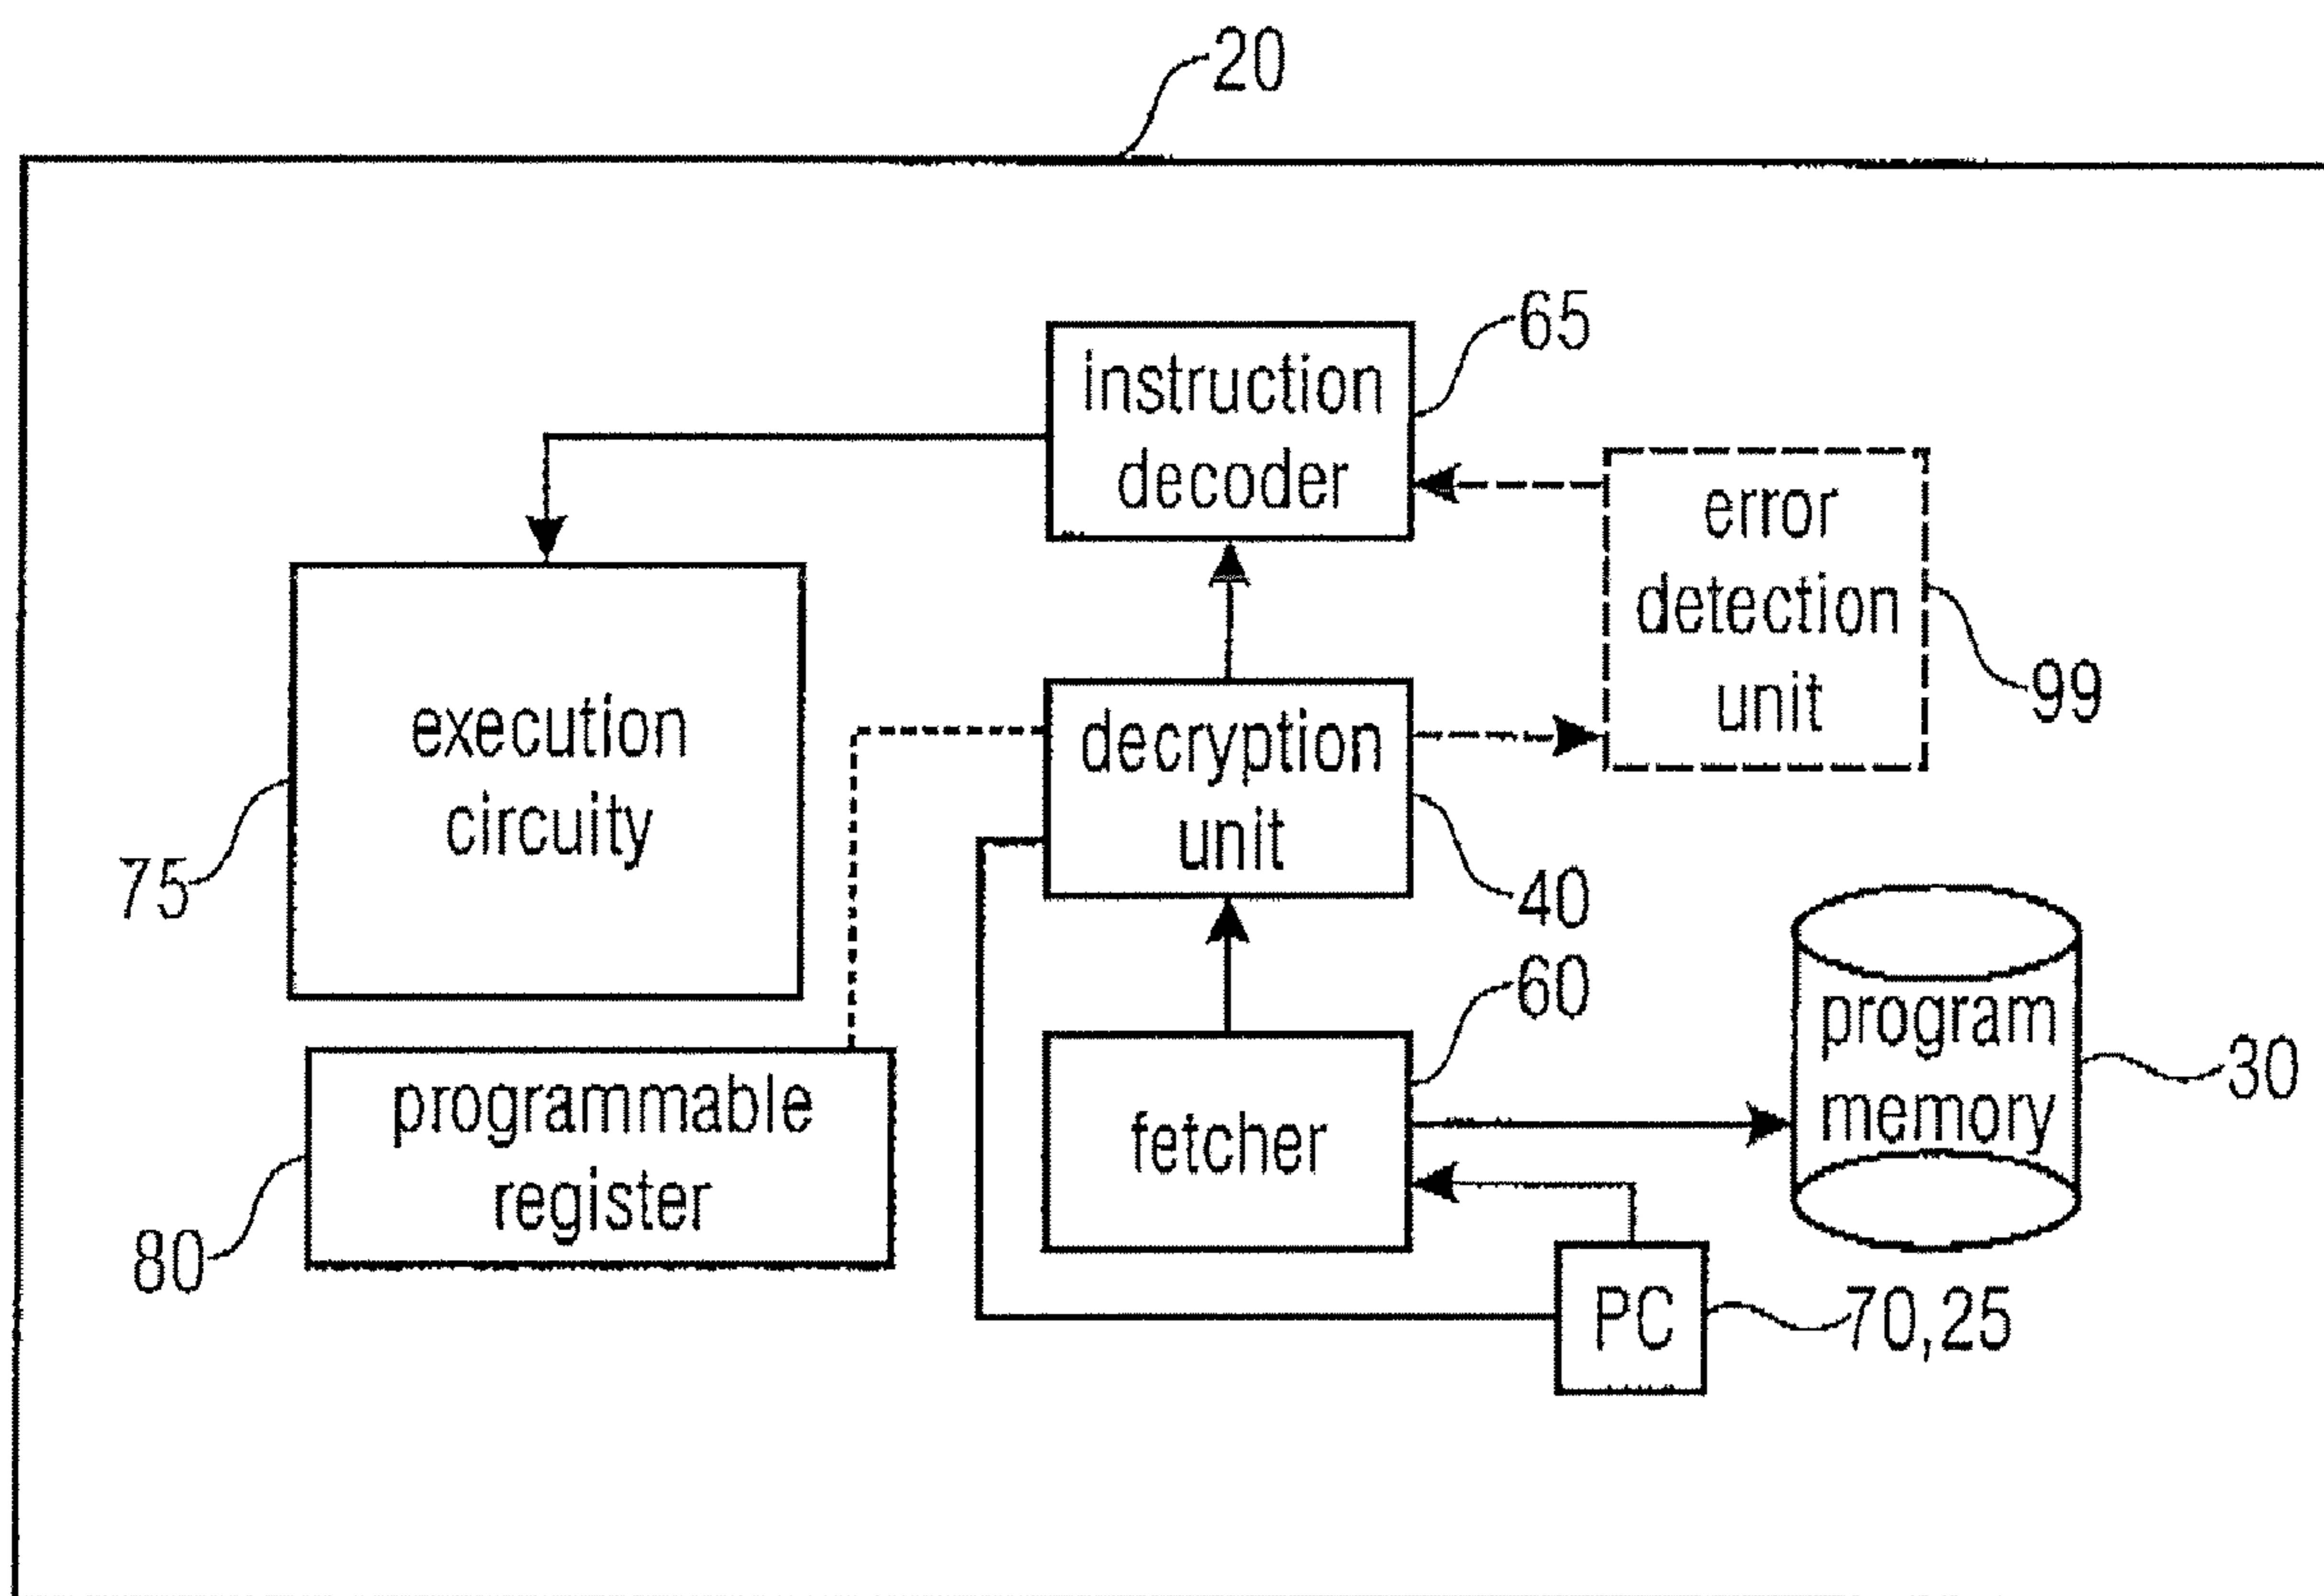 20
instruction
decoder
65
error
detection
unit
99
execution
circuity
75
decryption
unit
40
60
fetcher
program
memory
30
programmable
register
80
PC
70,25